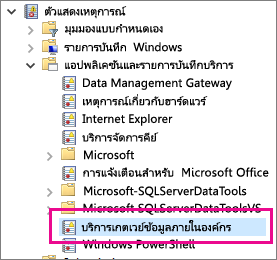 ตัวแสดงเหตุการณ์
มุมมองแบบกำหนดเอง
รายการบันทึก Windows
แอปพลิเคชันและรายการบันทึกบริการ
Data Management Gateway
เหตุการณ์เกี่ยวกับฮาร์ดแวร์
Internet Explorer
บริการจัดการคีย์
Microsoft
การแจ้งเตือนสำหรับ Microsoft Office
Microsoft-SQLServerDataTools
Microsoft-SQLServerDataToolsVS
บริการเกตเวย์ข้อมูลภายในองค์กร
Windows PowerShell